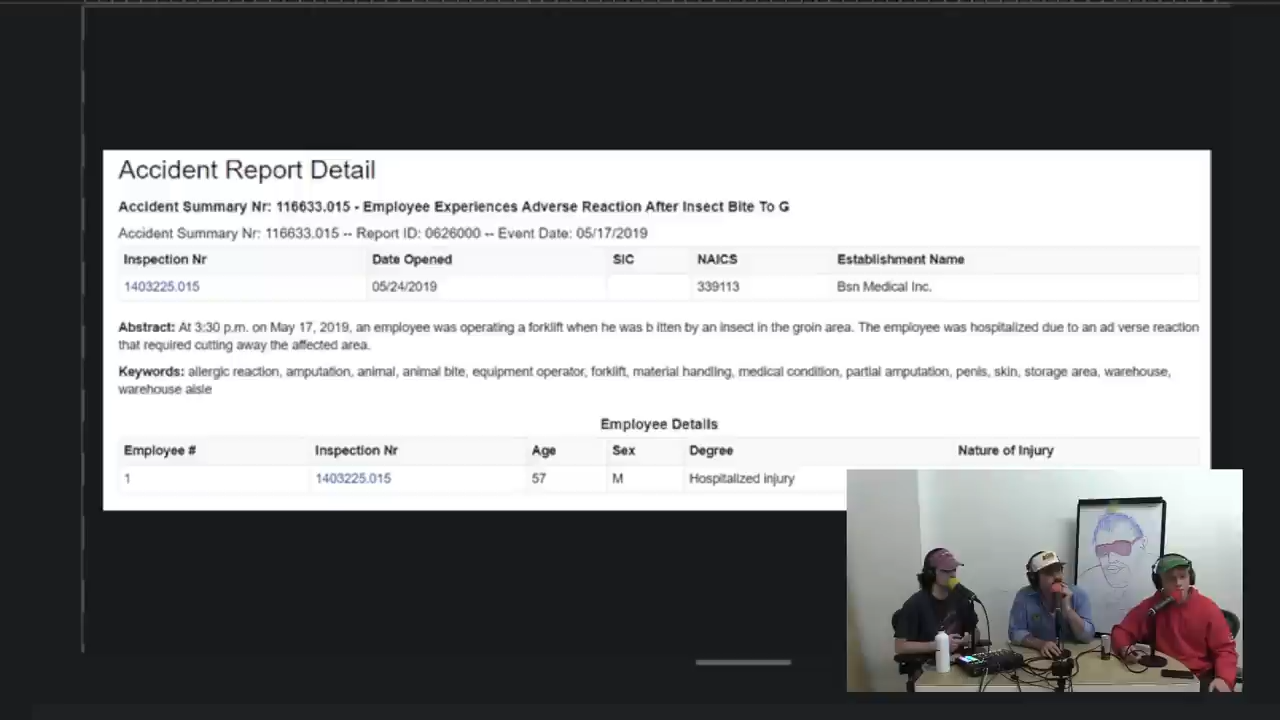 Accident Report Detail
Accident Summary Nr: 116633.015 - Employee Experiences Adverse Reaction After Insect Bite To G
Accident Summary Nr: 116633.015 -- Report ID: 0626000 -- Event Date: 05/17/2019
Inspection Nr Date Opened SIC NAICS Establishment Name
1403225.015 05/24/2019 339113 Bsn Medical Inc.
Abstract: At 3:30 p.m. on May 17, 2019, an employee was operating a forklift when he was b itten by an insect in the groin area. The employee was hospitalized due to an ad verse reaction
that required cutting away the affected area.
Keywords: allergic reaction, amputation, animal, animal bite, equipment operator, forklift, material handling, medical condition, partial amputation, penis, skin, storage area, warehouse,
warehouse aisle
Employee Details
Employee # Inspection Nr Age Sex Degree Nature of Injury
1 1403225.015 57 M Hospitalized injury